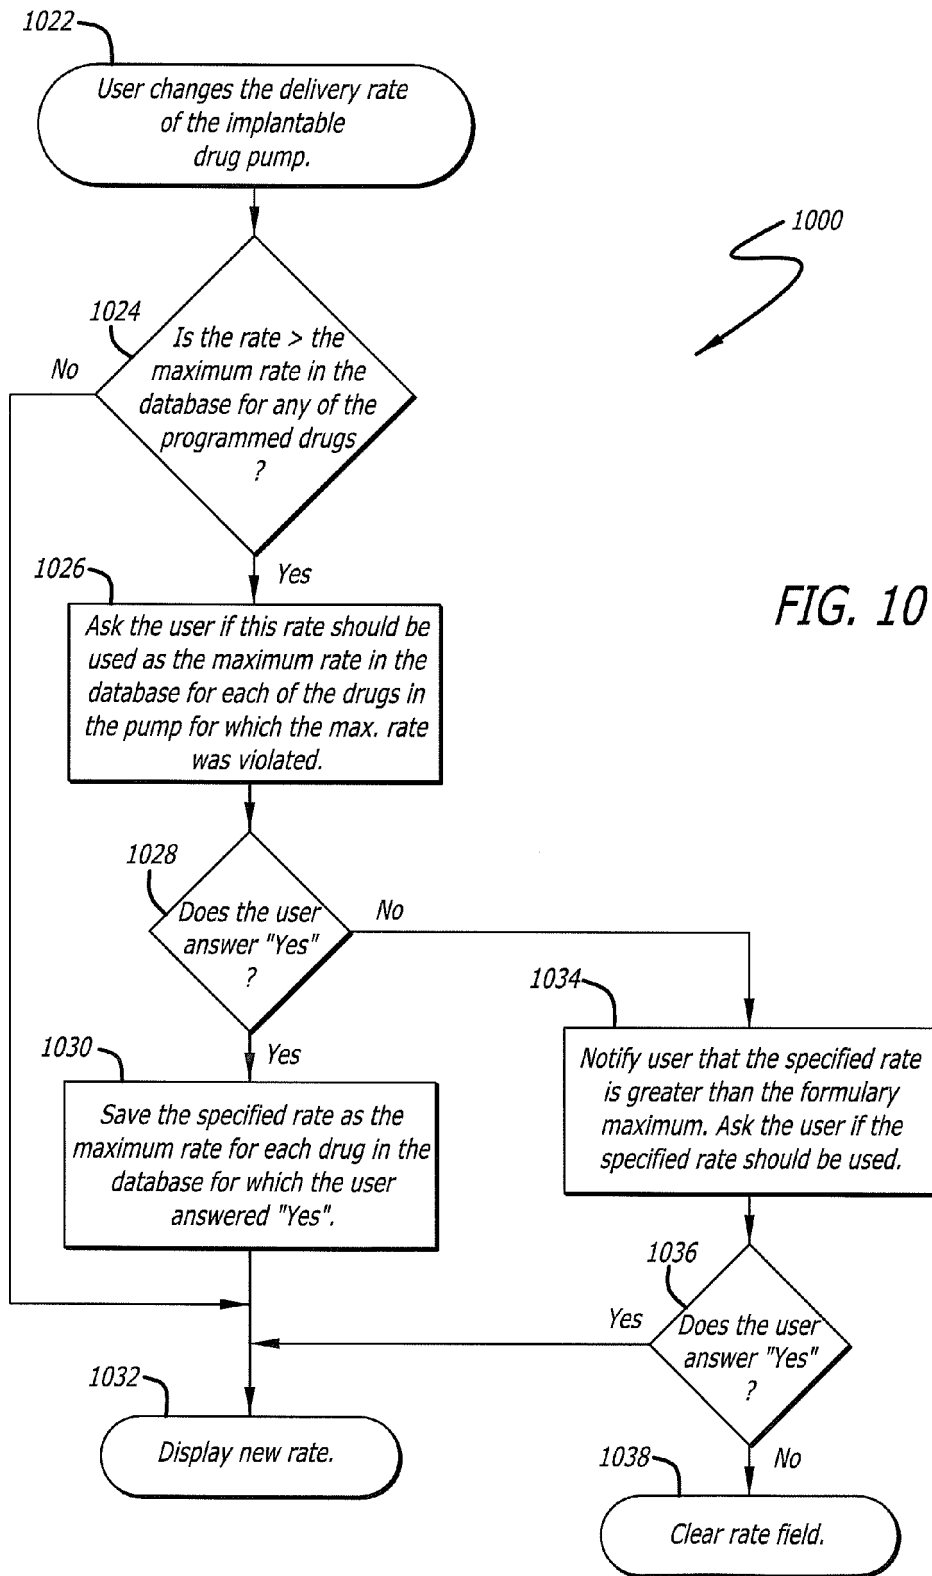 1022
User changes the delivery rate
of the implantable
drug pump.
1000
1024
Is the rate > the
maximum rate in the
database for any of the
programmed drugs
?
No
Yes
1026
FIG. 10
Ask the user if this rate should be
used as the maximum rate in the
database for each of the drugs in
the pump for which the max. rate
was violated.
1028
Does the user
answer "Yes"
?
No
Yes
1030
Save the specified rate as the
maximum rate for each drug in the
database for which the user
answered "Yes".
1034
Notify user that the specified rate
is greater than the formulary
maximum. Ask the user if the
specified rate should be used.
1036
Does the user
answer "Yes"
?
Yes
No
1032
Display new rate.
1038
Clear rate field.